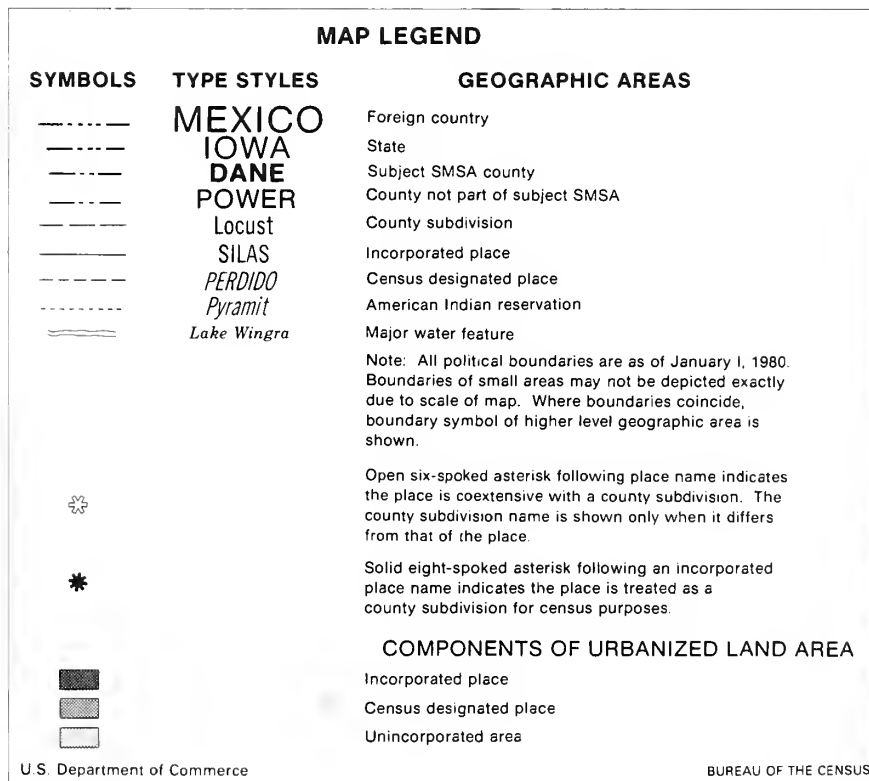 MAP LEGEND
SYMBOLS TYPE STYLES GEOGRAPHIC AREAS
MEXICO Foreign country
IOWA State
DANE Subject SMSA county
POWER County not part of subject SMSA
Locust County subdivision
SILAS Incorporated place
PERDIDO Census designated place
Pyramit American Indian reservation
Lake Wingra Major water feature
Note: All political boundaries are as of January I, 1980.
Boundaries of small areas may not be depicted exactly
due to scale of map. Where boundaries coincide,
boundary symbol of higher level geographic area is
shown.
Open six-spoked asterisk following place name indicates
the place is coextensive with a county subdivision. The
county subdivision name is shown only when it differs
from that of the place.
Solid eight-spoked asterisk following an incorporated
place name indicates the place is treated as a
county subdivision for census purposes.
COMPONENTS OF URBANIZED LAND AREA
Incorporated place
Census designated place
Unincorporated area
U.S. Department of Commerce BUREAU OF THE CENSUS